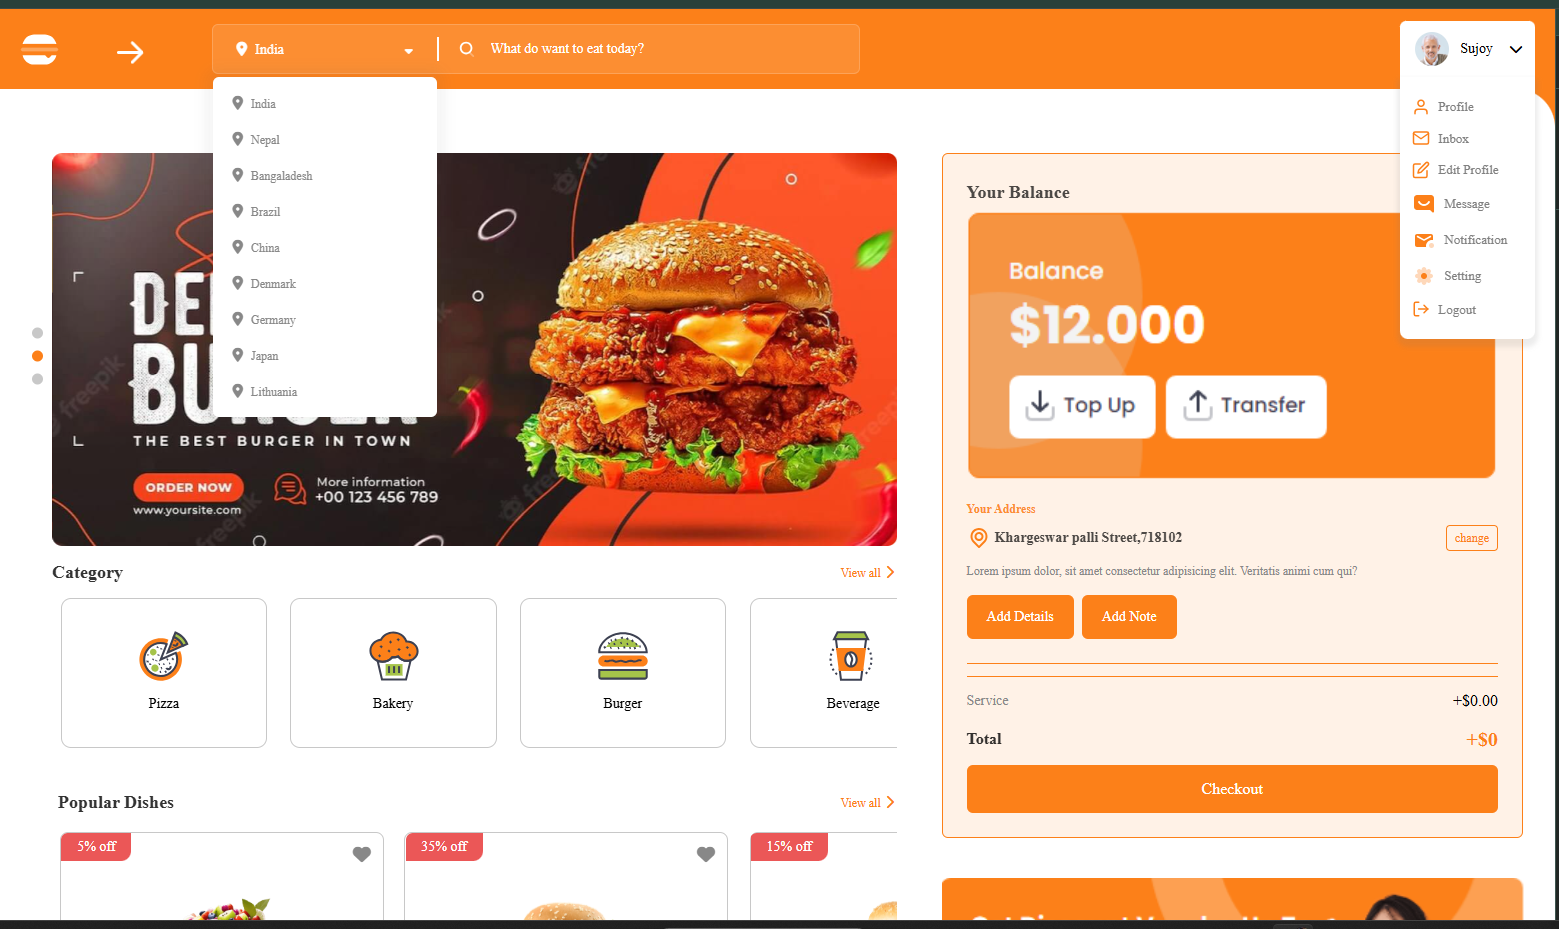 India
What do want to eat today?
Sujoy
India
Nepal
Bangaladesh
Brazil
China
Denmark
Germany
Japan
Lithuania
Profile
Inbox
Edit Profile
Message
Notification
Setting
Logout
THE BEST BURGER IN TOWN
ORDER NOW
More information
+00 123 456 789
www.yoursite.com
freepik
Your Balance
Balance
$12.000
Top Up
Transfer
Your Address
Khargeswar palli Street,718102
change
Lorem ipsum dolor, sit amet consectetur adipisicing elit. Veritatis animi cum qui?
Add Details
Add Note
Service
+$0.00
Total
+$0
Checkout
Category
View all
Pizza
Bakery
Burger
Beverage
Popular Dishes
View all
5% off
35% off
15% off